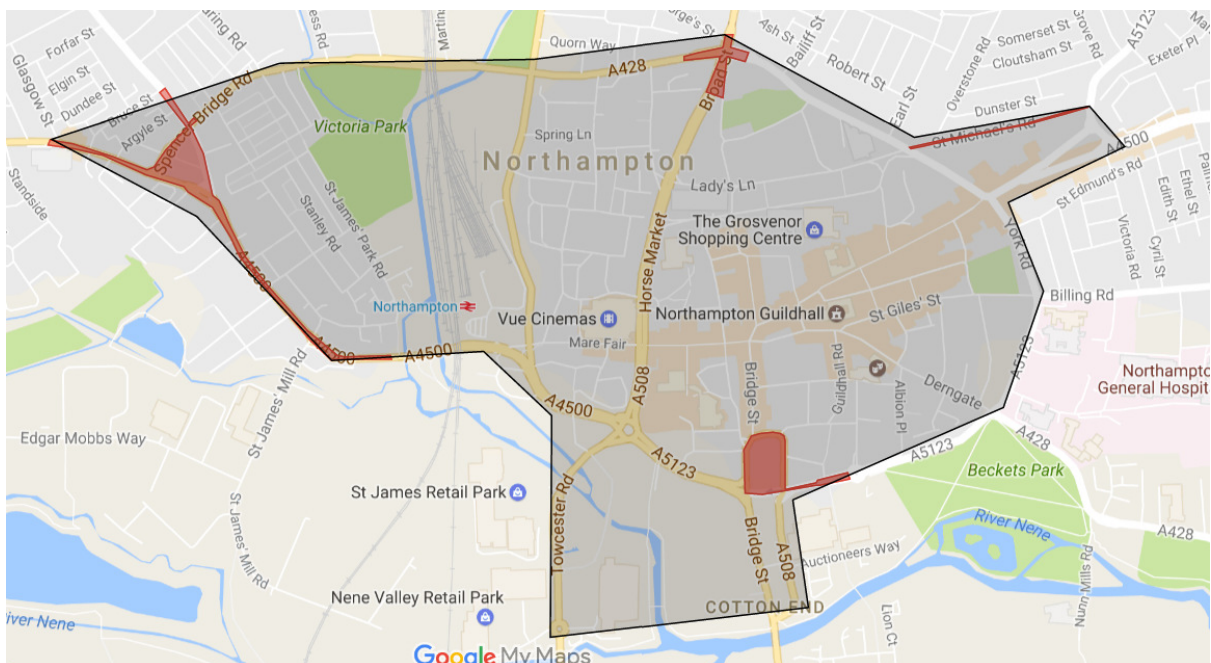 Forfar St
Glasgow St
Elgin St
Dundee St
Bruce St
Argyle St
Spencer Bridge Rd
Victoria Park
Quorn Way
A428
Broad St
Ash St
Bailiff St
Robert St
Earl St
Overstone Rd
Somerset St
Cloutsham St
Grove Rd
A5123
Exeter Pl
Dunster St
St Michael's Rd
A4500
Spring Ln
Northampton
Lady's Ln
St Edmund's Rd
Ethel St
Edith St
Victoria Rd
Cyril St
Standside
Stanley Rd
St James' Park Rd
A4500
Horse Market
The Grosvenor
Shopping Centre
York Rd
Billing Rd
Northampton
Vue Cinemas
Mare Fair
Northampton Guildhall
St Giles' St
A4500
A4500
A508
Bridge St
Guildhall Rd
Albion Pl
Derngate
A5123
General Hospit
St James' Mill Rd
Edgar Mobbs Way
A4500
A5123
A5123
A428
Beckets Park
St James Retail Park
Towcester Rd
St James' Mill Rd
Bridge St
A508
Auctioneers Way
River Nene
A428
Nunn Mills Rd
Nene Valley Retail Park
River Nene
COTTON END
Lion Ct
Google My Maps